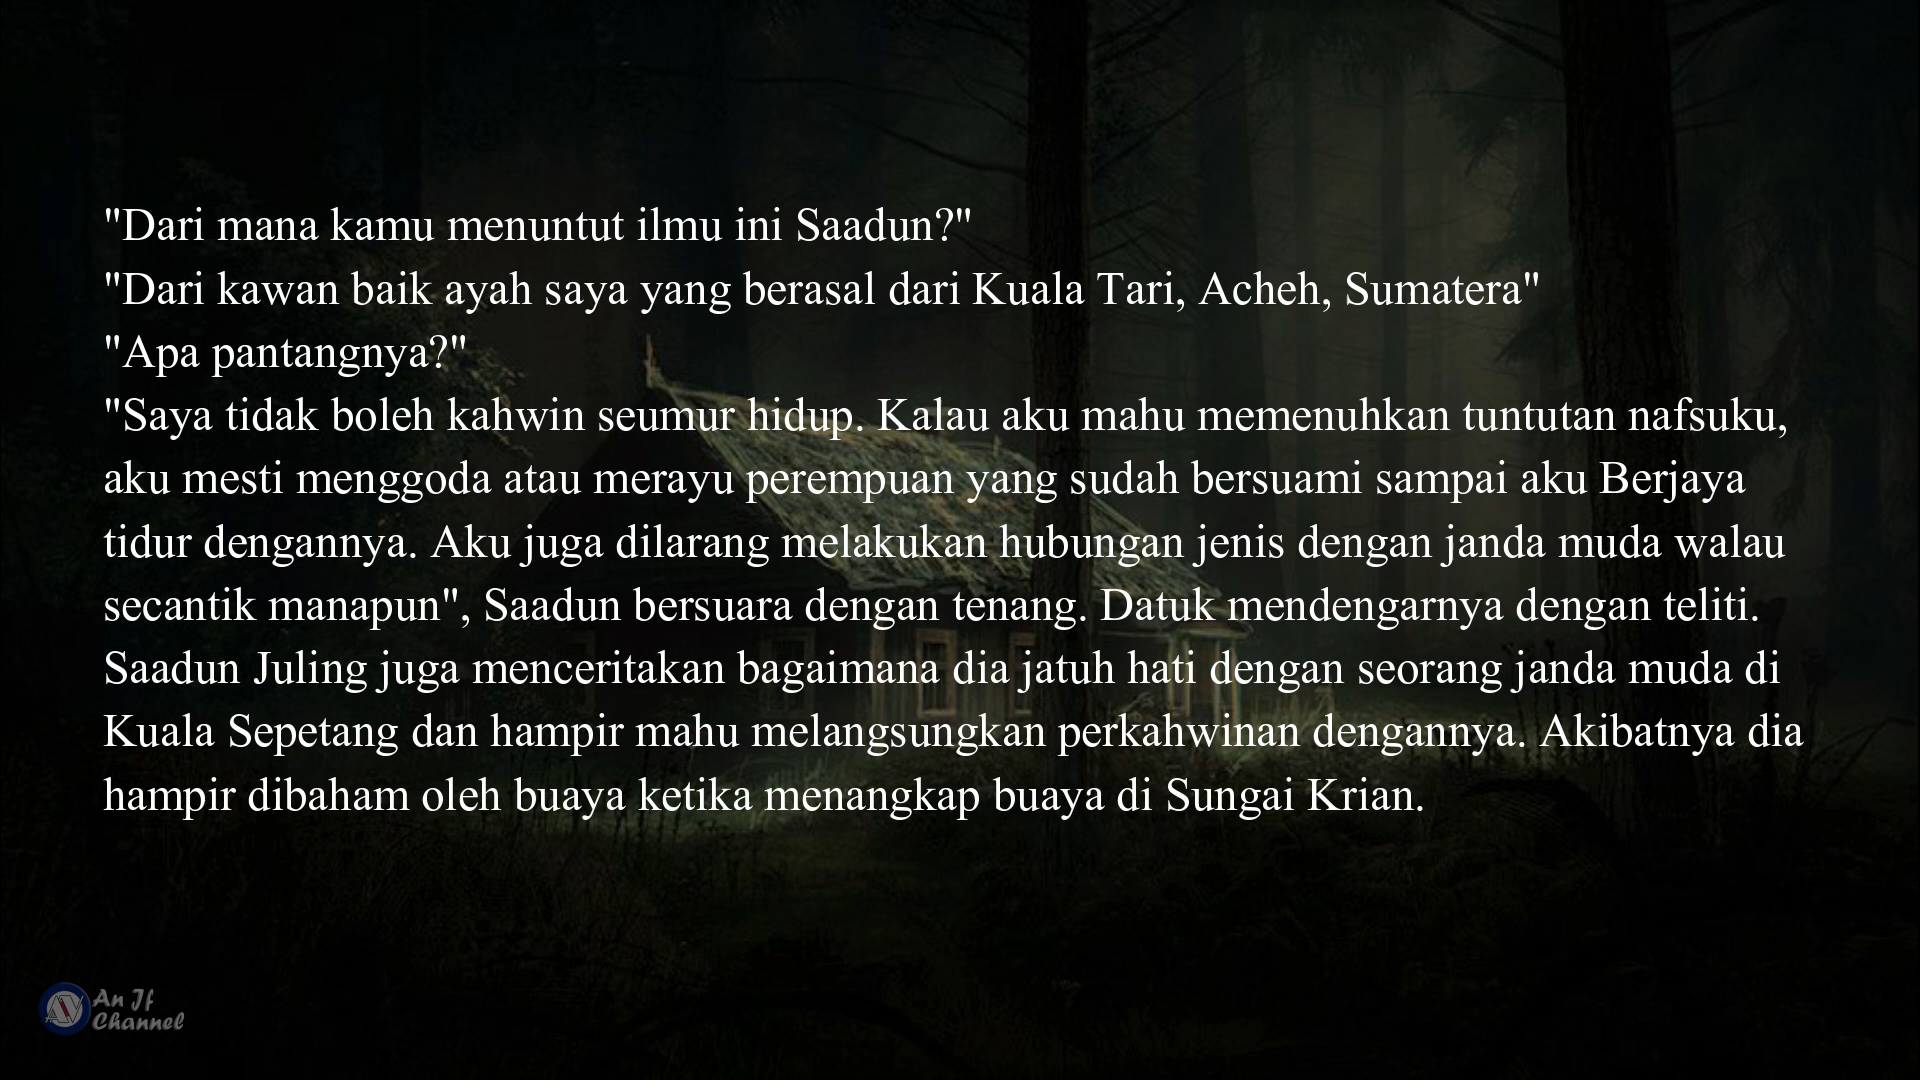 "Dari mana kamu menuntut ilmu ini Saadun?"
"Dari kawan baik ayah saya yang berasal dari Kuala Tari, Acheh, Sumatera"
"Apa pantangnya?"
"Saya tidak boleh kahwin seumur hidup. Kalau aku mahu memenuhkan tuntutan nafsuku,
aku mesti menggoda atau merayu perempuan yang sudah bersuami sampai aku Berjaya
tidur dengannya. Aku juga dilarang melakukan hubungan jenis dengan janda muda walau
secantik manapun", Saadun bersuara dengan tenang. Datuk mendengarnya dengan teliti.
Saadun Juling juga menceritakan bagaimana dia jatuh hati dengan seorang janda muda di
Kuala Sepetang dan hampir mahu melangsungkan perkahwinan dengannya. Akibatnya dia
hampir dibaham oleh buaya ketika menangkap buaya di Sungai Krian.
An If
Channel